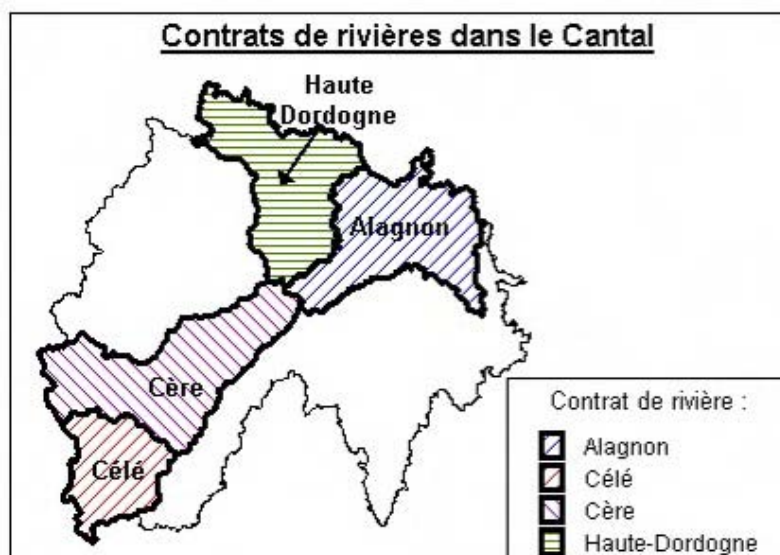 Contrats de rivières dans le Cantal
Haute
Dordogne
Alagnon
Cère
Célé
Contrat de rivière :
Alagnon
Célé
Cère
Haute-Dordogne